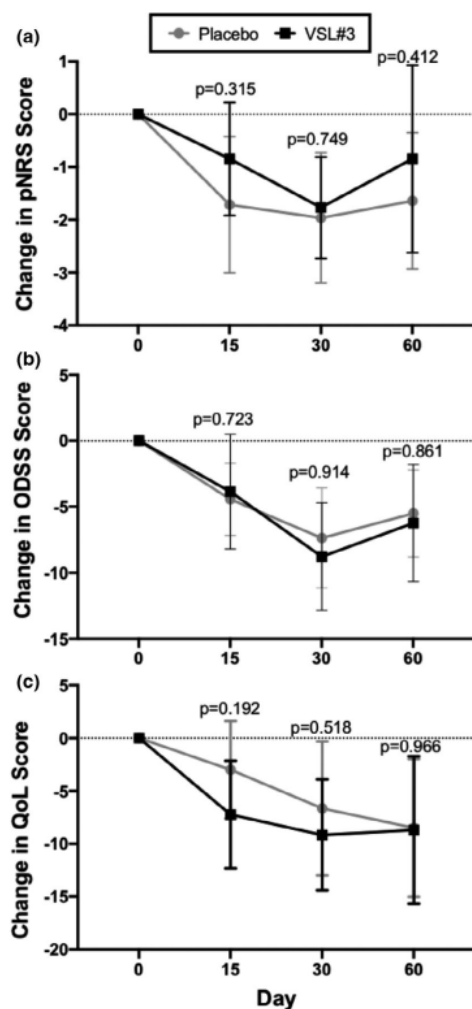 (a)
Placebo VSL#3
Change in pNRS Score
1
0
-1
-2
-3
-4
p=0.315
p=0.749
p=0.412
0 15 30 60
(b)
Change in ODSS Score
5
0
-5
-10
-15
p=0.723
p=0.914
p=0.861
0 15 30 60
(c)
Change in QoL Score
5
0
-5
-10
-15
-20
p=0.192
p=0.518
p=0.966
0 15 30 60
Day